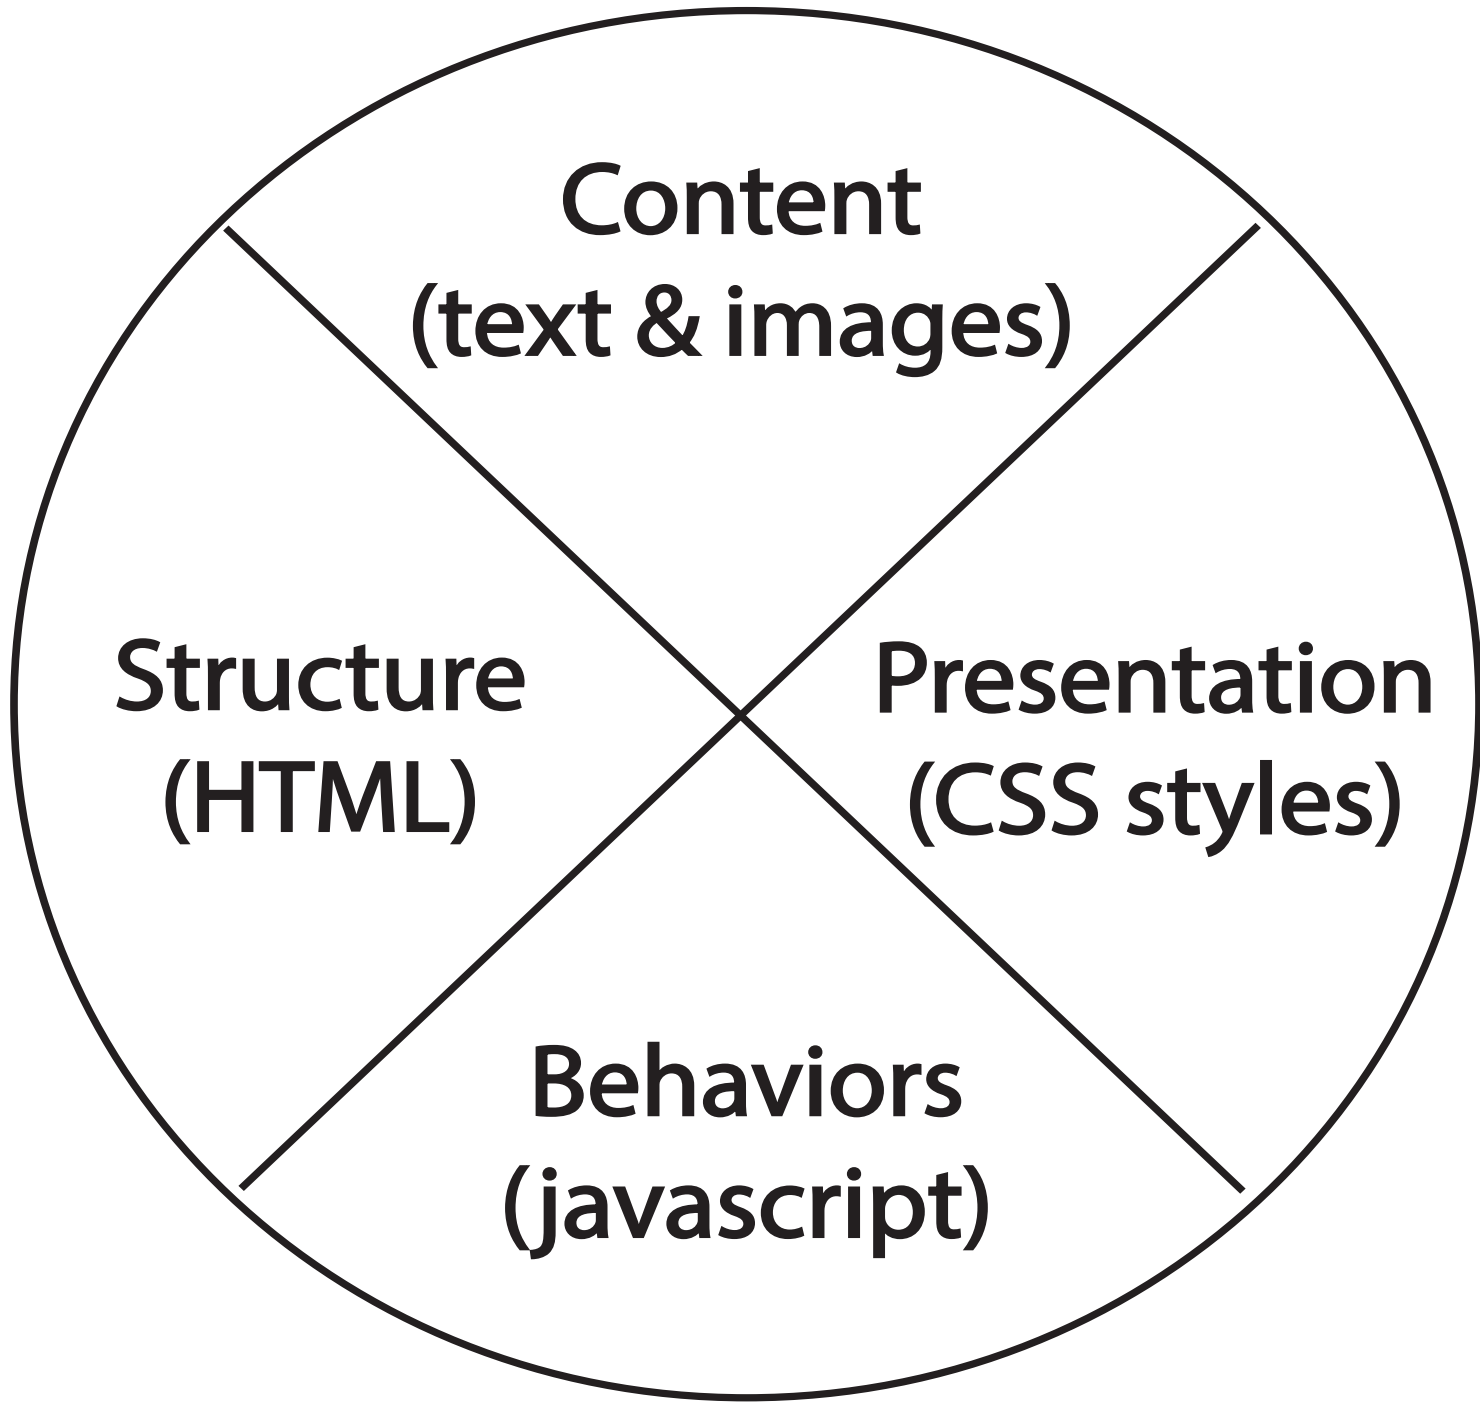 Content
(text & images)
Structure
(HTML)
Presentation
(CSS styles)
Behaviors
(javascript)